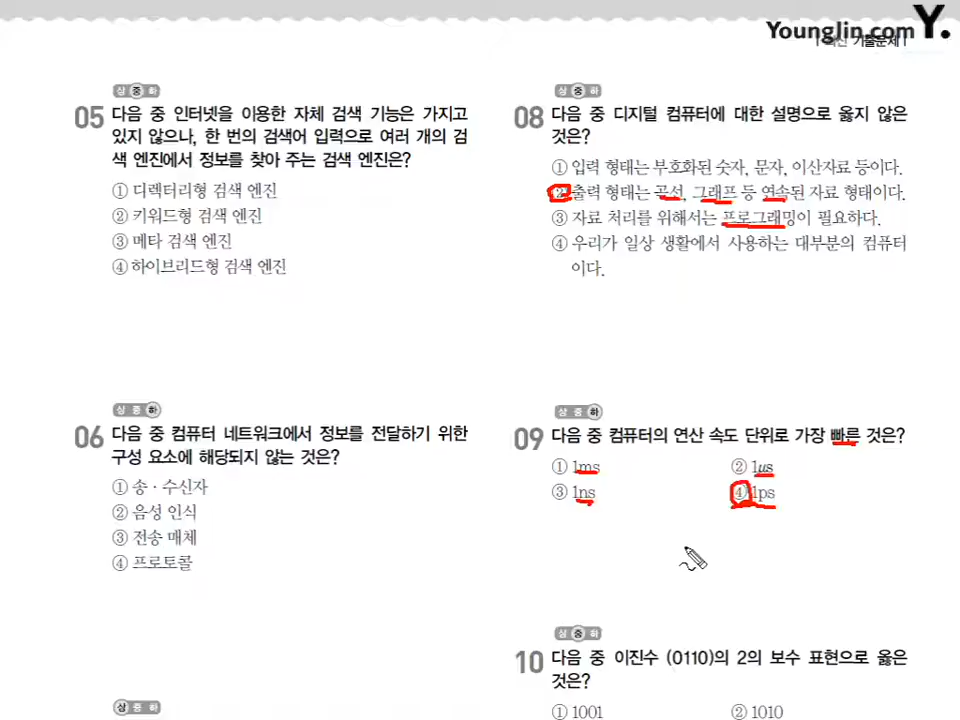 Younglin.com Y.
기출문제
상 중 하
05 다음 중 인터넷을 이용한 자체 검색 기능은 가지고
있지 않으나, 한 번의 검색어 입력으로 여러 개의 검
색 엔진에서 정보를 찾아 주는 검색 엔진은?
① 디렉터리형 검색 엔진
② 키워드형 검색 엔진
③ 메타 검색 엔진
④ 하이브리드형 검색 엔진
상 중 하
06 다음 중 컴퓨터 네트워크에서 정보를 전달하기 위한
구성 요소에 해당되지 않는 것은?
① 송·수신자
② 음성 인식
③ 전송 매체
④ 프로토콜
상 중 하
상 중 하
08 다음 중 디지털 컴퓨터에 대한 설명으로 옳지 않은
것은?
① 입력 형태는 부호화된 숫자, 문자, 이산자료 등이다.
② 출력 형태는 곡선, 그래프 등 연속된 자료 형태이다.
③ 자료 처리를 위해서는 프로그래밍이 필요하다.
④ 우리가 일상 생활에서 사용하는 대부분의 컴퓨터
이다.
상 중 하
09 다음 중 컴퓨터의 연산 속도 단위로 가장 빠른 것은?
① 1ms ② 1μs
③ 1ns ④ 1ps
상 중 하
10 다음 중 이진수 (0110)의 2의 보수 표현으로 옳은
것은?
① 1001 ② 1010